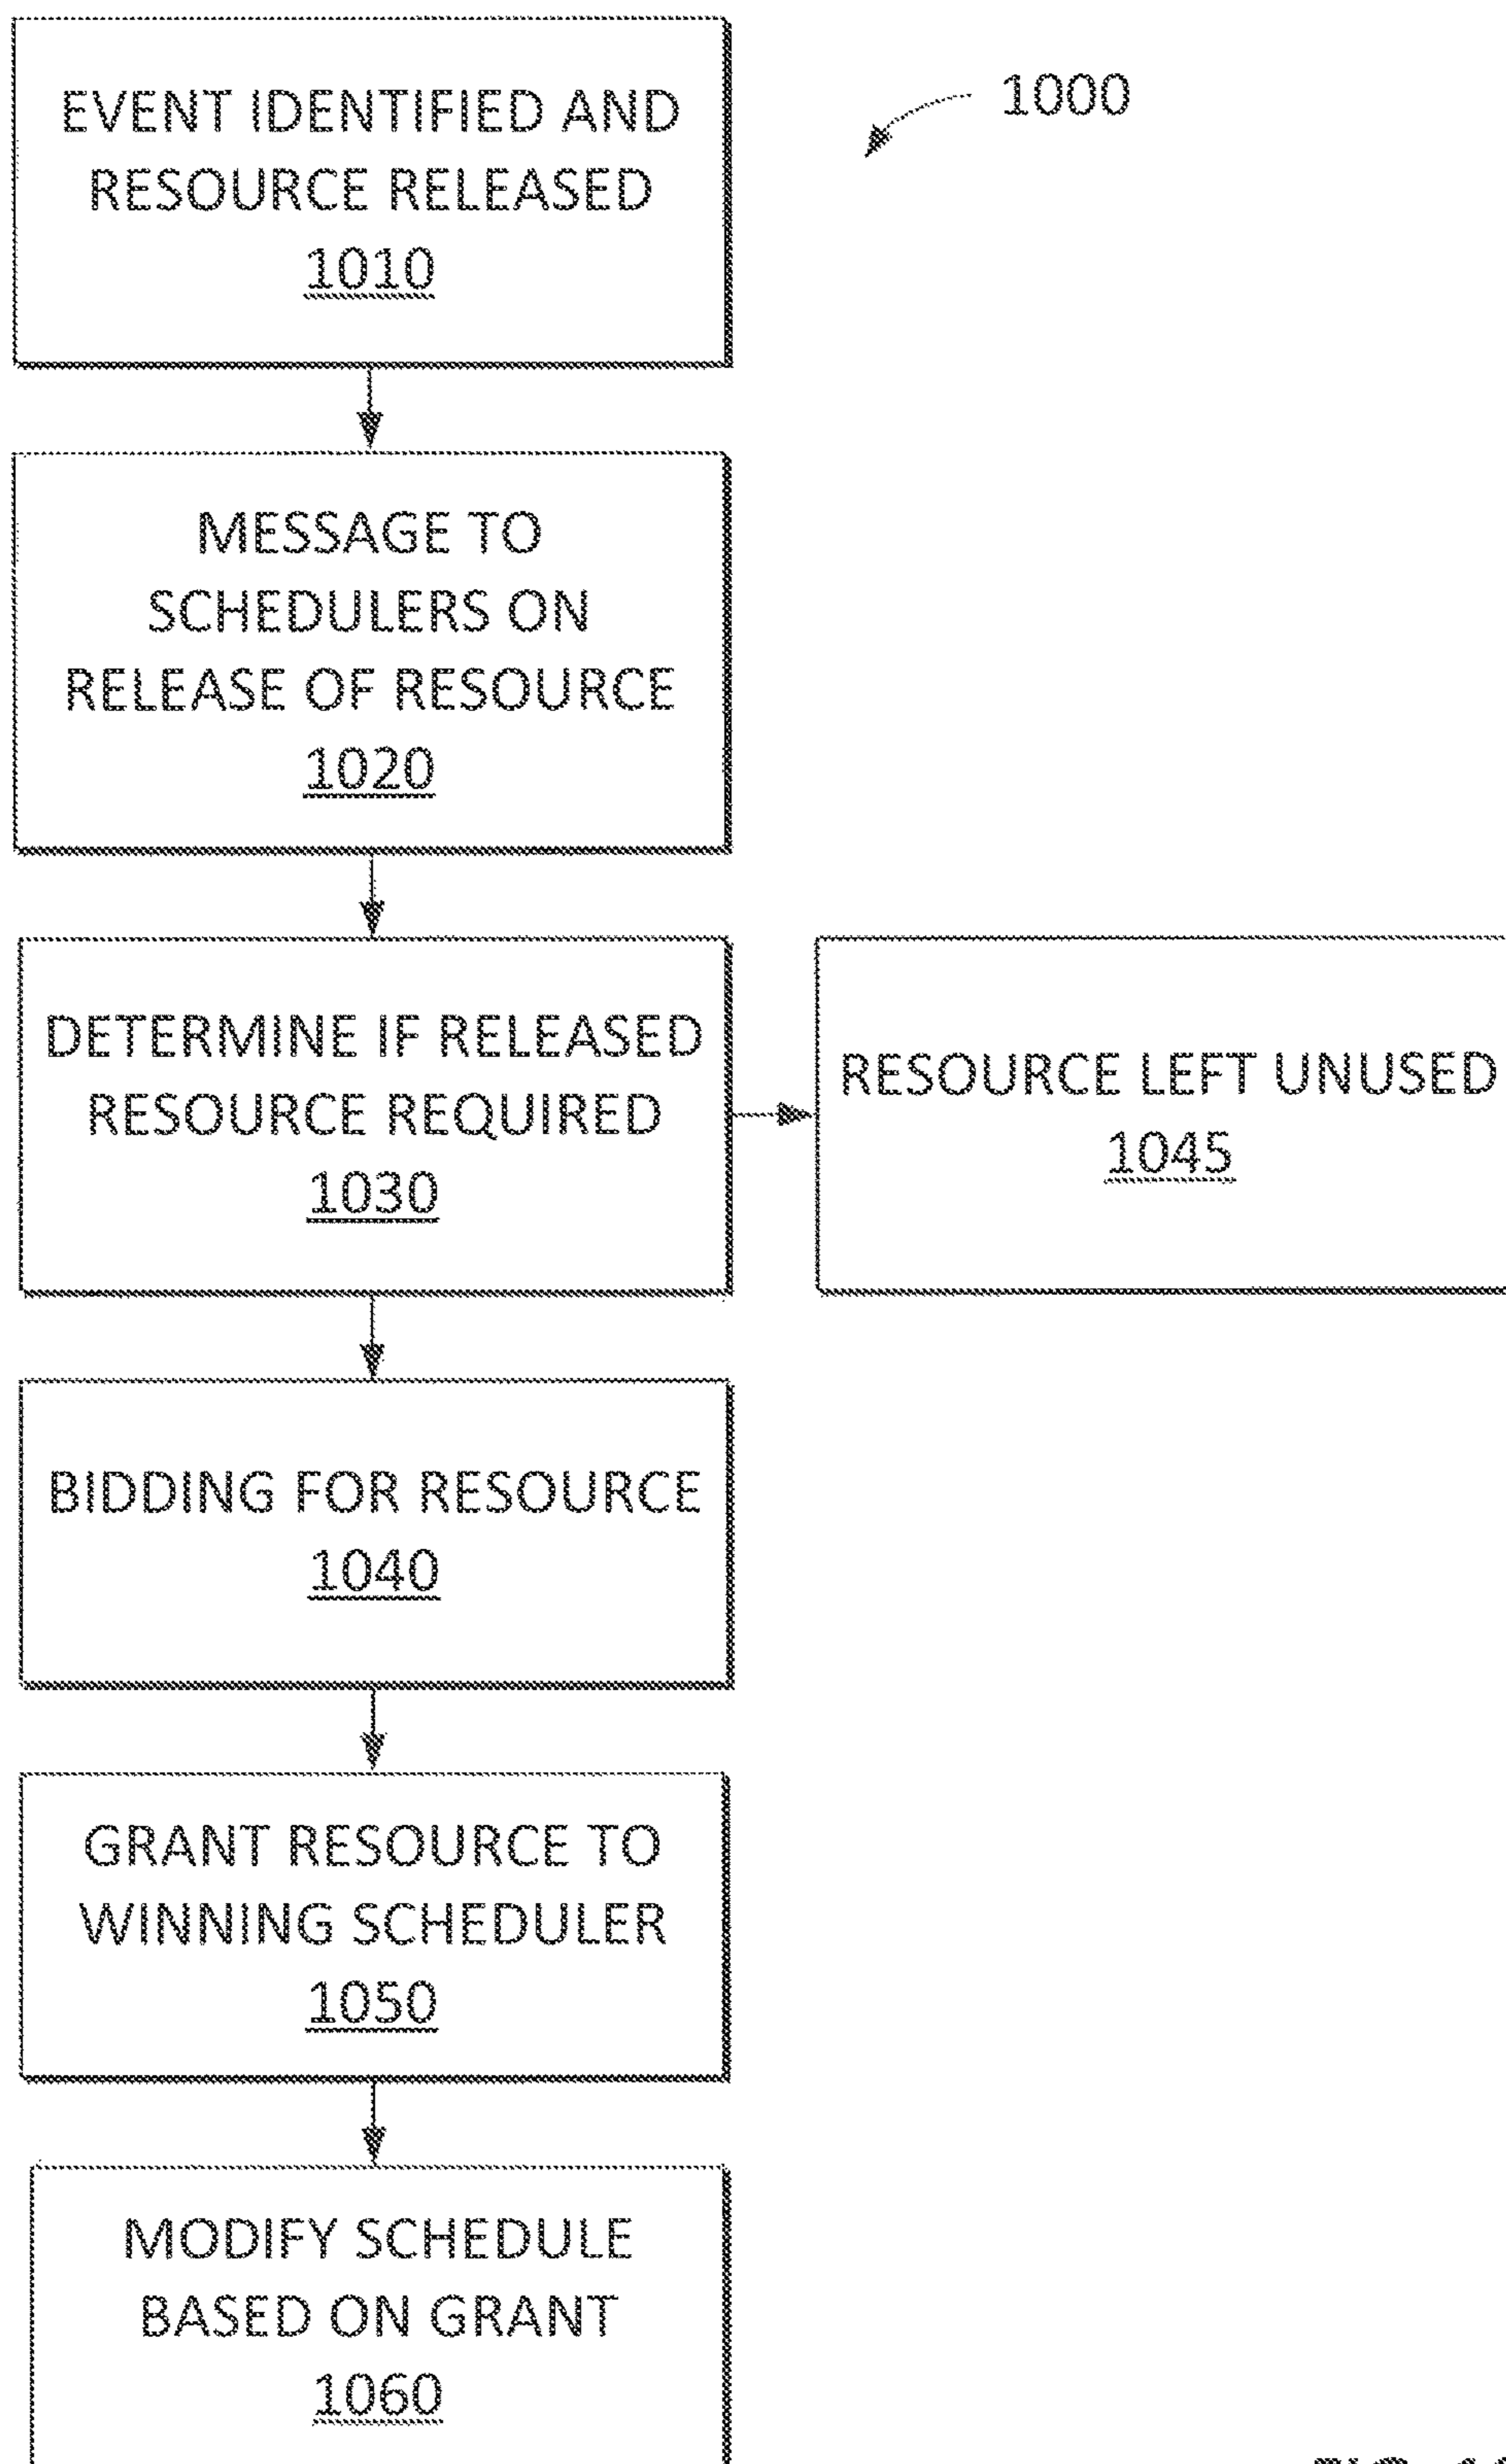 EVENT IDENTIFIED AND
RESOURCE RELEASED
1010
1000
MESSAGE TO
SCHEDULERS ON
RELEASE OF RESOURCE
1020
DETERMINE IF RELEASED
RESOURCE REQUIRED
1030
RESOURCE LEFT UNUSED
1045
BIDDING FOR RESOURCE
1040
GRANT RESOURCE TO
WINNING SCHEDULER
1050
MODIFY SCHEDULE
BASED ON GRANT
1060